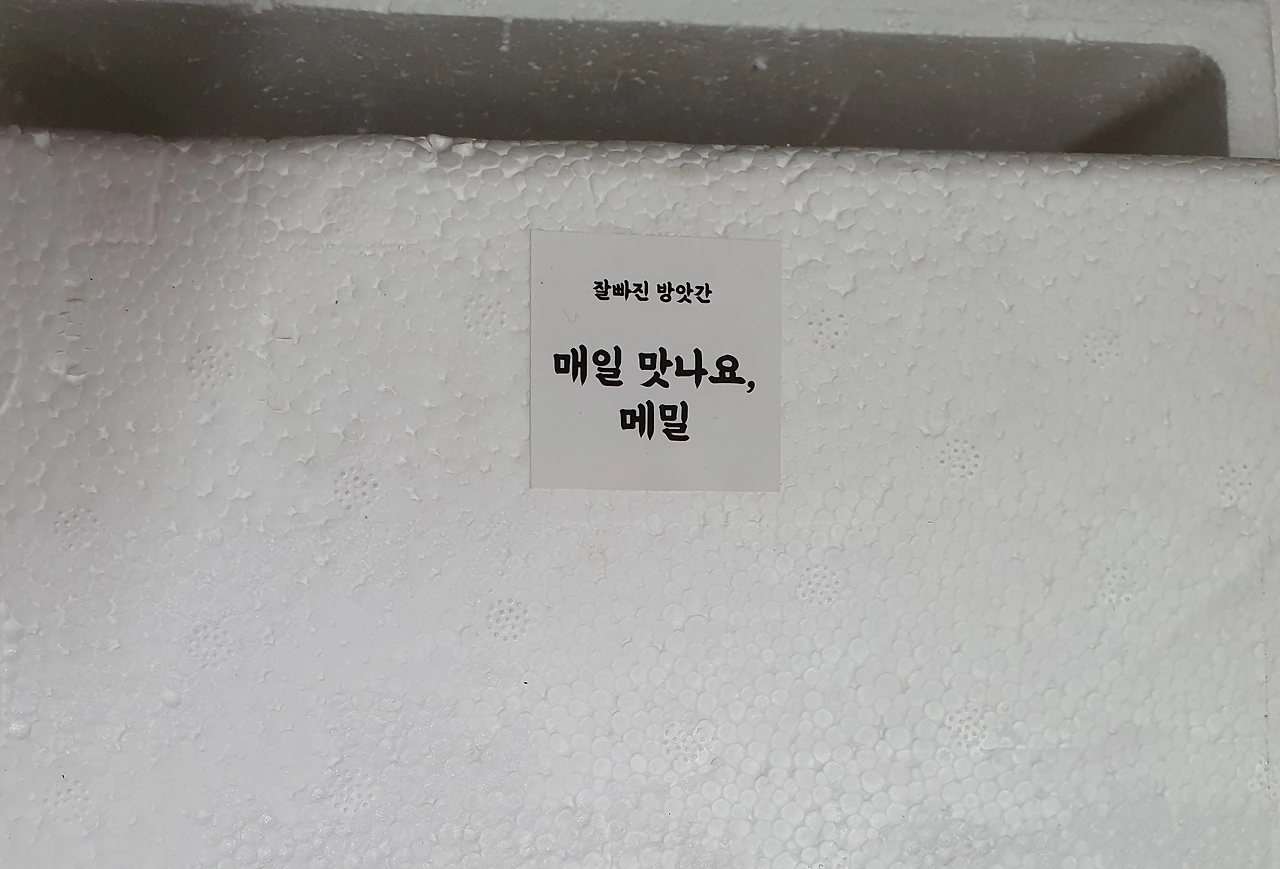 잘빠진 방앗간
매일 맛나요,
메밀